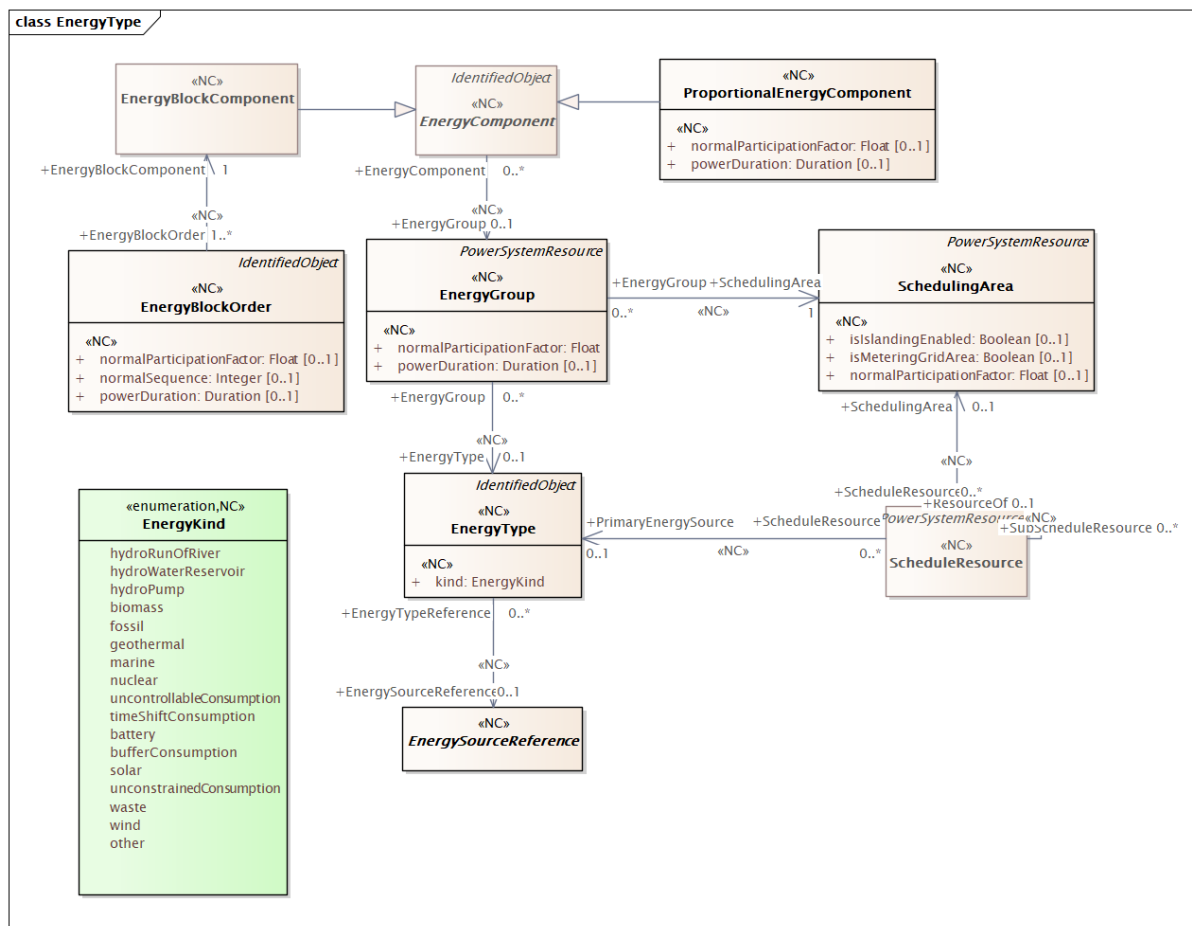 class EnergyType
«NC»
EnergyBlockComponent
IdentifiedObject
«NC»
EnergyComponent
«NC»
ProportionalEnergyComponent
«NC»
+ normalParticipationFactor: Float [0..1]
+ powerDuration: Duration [0..1]
+EnergyBlockComponent 1
«NC»
+EnergyBlockOrder 1..*
+EnergyComponent 0..*
«NC»
+EnergyGroup 0..1
IdentifiedObject
«NC»
EnergyBlockOrder
«NC»
+ normalParticipationFactor: Float [0..1]
+ normalSequence: Integer [0..1]
+ powerDuration: Duration [0..1]
PowerSystemResource
«NC»
EnergyGroup
«NC»
+ normalParticipationFactor: Float
+ powerDuration: Duration [0..1]
+EnergyGroup +SchedulingArea
0..* «NC» 1
PowerSystemResource
«NC»
SchedulingArea
«NC»
+ isIslandingEnabled: Boolean [0..1]
+ isMeteringGridArea: Boolean [0..1]
+ normalParticipationFactor: Float [0..1]
+EnergyGroup 0..*
«NC»
+EnergyType 0..1
+SchedulingArea 0..1
«NC»
+ScheduleResource 0..*
+ResourceOf 0..1
«NC»
+SubScheduleResource 0..*
«enumeration,NC»
EnergyKind
hydroRunOfRiver
hydroWaterReservoir
hydroPump
biomass
fossil
geothermal
marine
nuclear
uncontrollableConsumption
timeShiftConsumption
battery
bufferConsumption
solar
unconstrainedConsumption
waste
wind
other
IdentifiedObject
«NC»
EnergyType
«NC»
+ kind: EnergyKind
+PrimaryEnergySource +ScheduleResource
0..1 «NC» 0..*
PowerSystemResource
«NC»
ScheduleResource
+EnergyTypeReference 0..*
«NC»
+EnergySourceReference 0..1
«NC»
EnergySourceReference